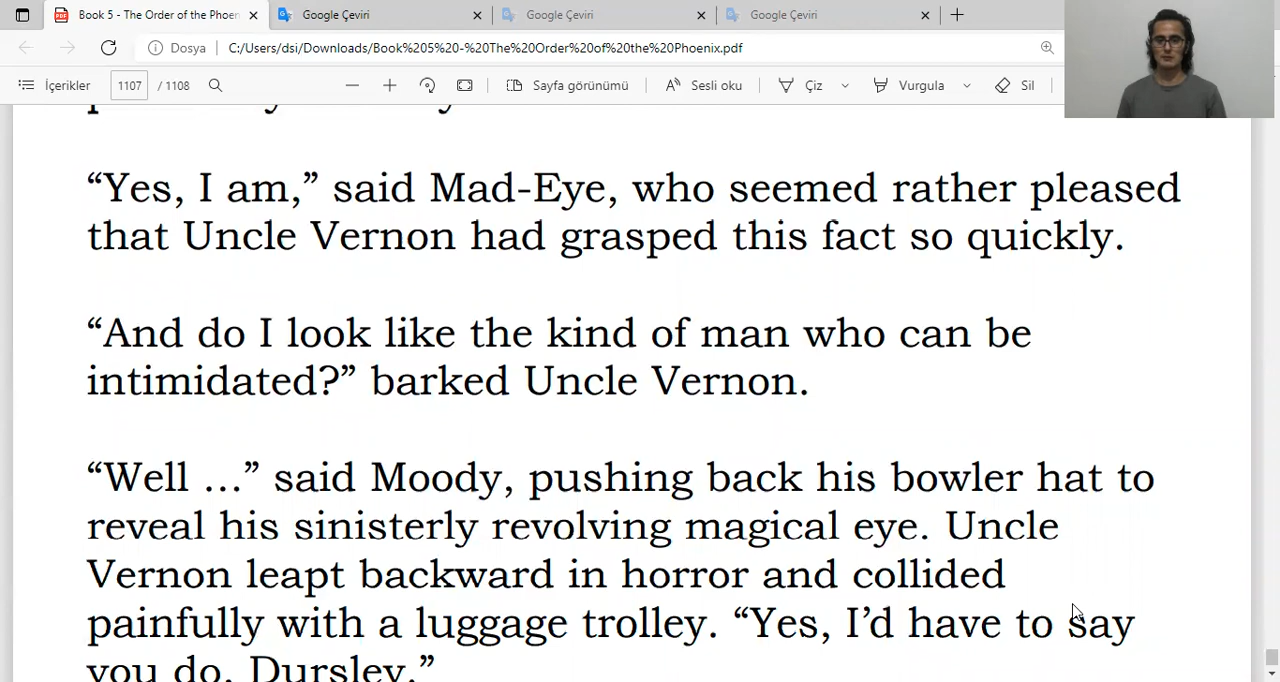 Book 5 - The Order of the Phoen
Google Çeviri
Google Çeviri
Google Çeviri
Dosya
C:/Users/dsi/Downloads/Book%205%20-%20The%20Order%20of%20the%20Phoenix.pdf
İçerikler
1107
/ 1108
Sayfa görünümü
Sesli oku
Çiz
Vurgula
Sil
“Yes, I am,” said Mad-Eye, who seemed rather pleased
that Uncle Vernon had grasped this fact so quickly.
“And do I look like the kind of man who can be
intimidated?” barked Uncle Vernon.
“Well …” said Moody, pushing back his bowler hat to
reveal his sinisterly revolving magical eye. Uncle
Vernon leapt backward in horror and collided
painfully with a luggage trolley. “Yes, I’d have to say
you do, Dursley.”